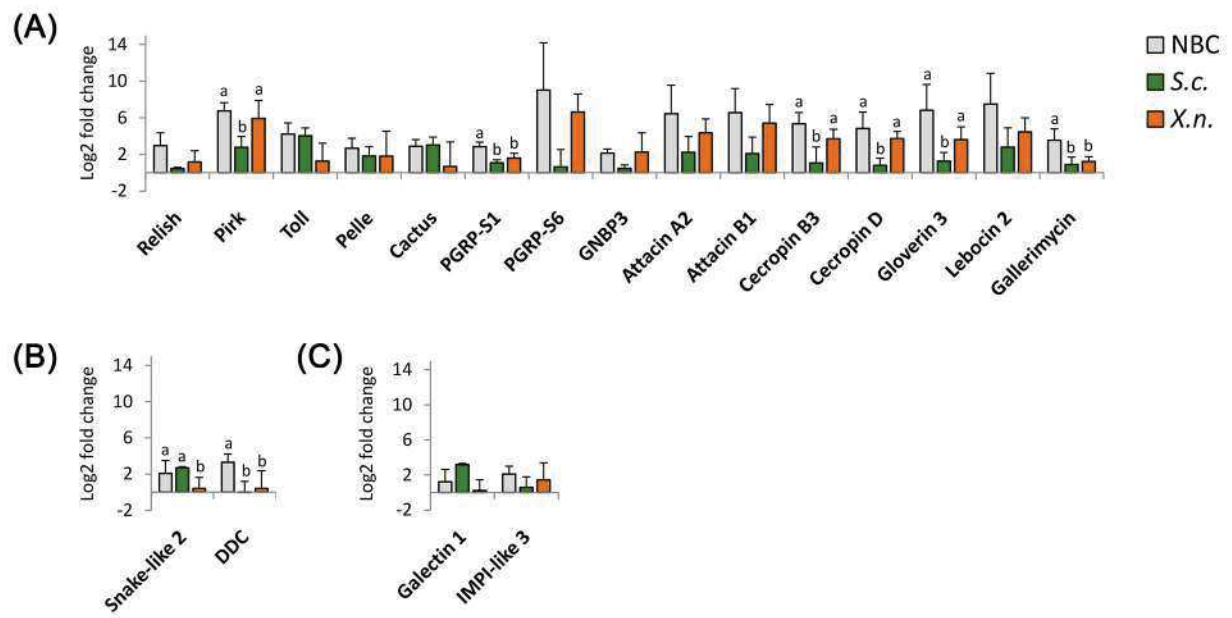 (A)
Log2 fold change
14
10
6
2
-2
a
b
a
a
b
b
a
b
a
a
b
a
a
b
a
a
b
b
Relish
Pirk
Toll
Pelle
Cactus
PGRP-S1
PGRP-S6
GNBP3
Attacin A2
Attacin B1
Cecropin B3
Cecropin D
Gloverin 3
Lebocin 2
Gallerimycin
NBC
S.c.
X.n.
(B)
Log2 fold change
14
10
6
2
-2
a
a
b
a
b
b
Snake-like 2
DDC
(C)
Log2 fold change
14
10
6
2
-2
Galectin 1
IMPI-like 3